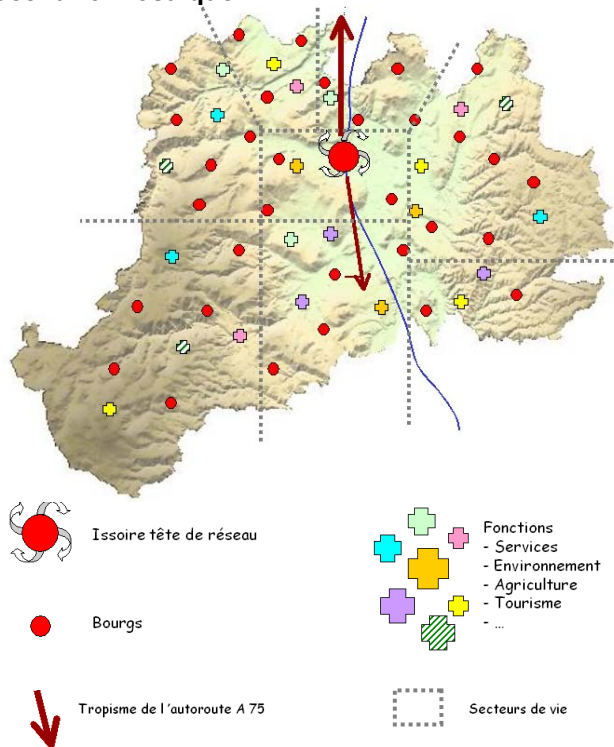 Issoire tête de réseau
Fonctions
- Services
- Environnement
- Agriculture
- Tourisme
- ...
Bourgs
Tropisme de l 'autoroute A 75
Secteurs de vie